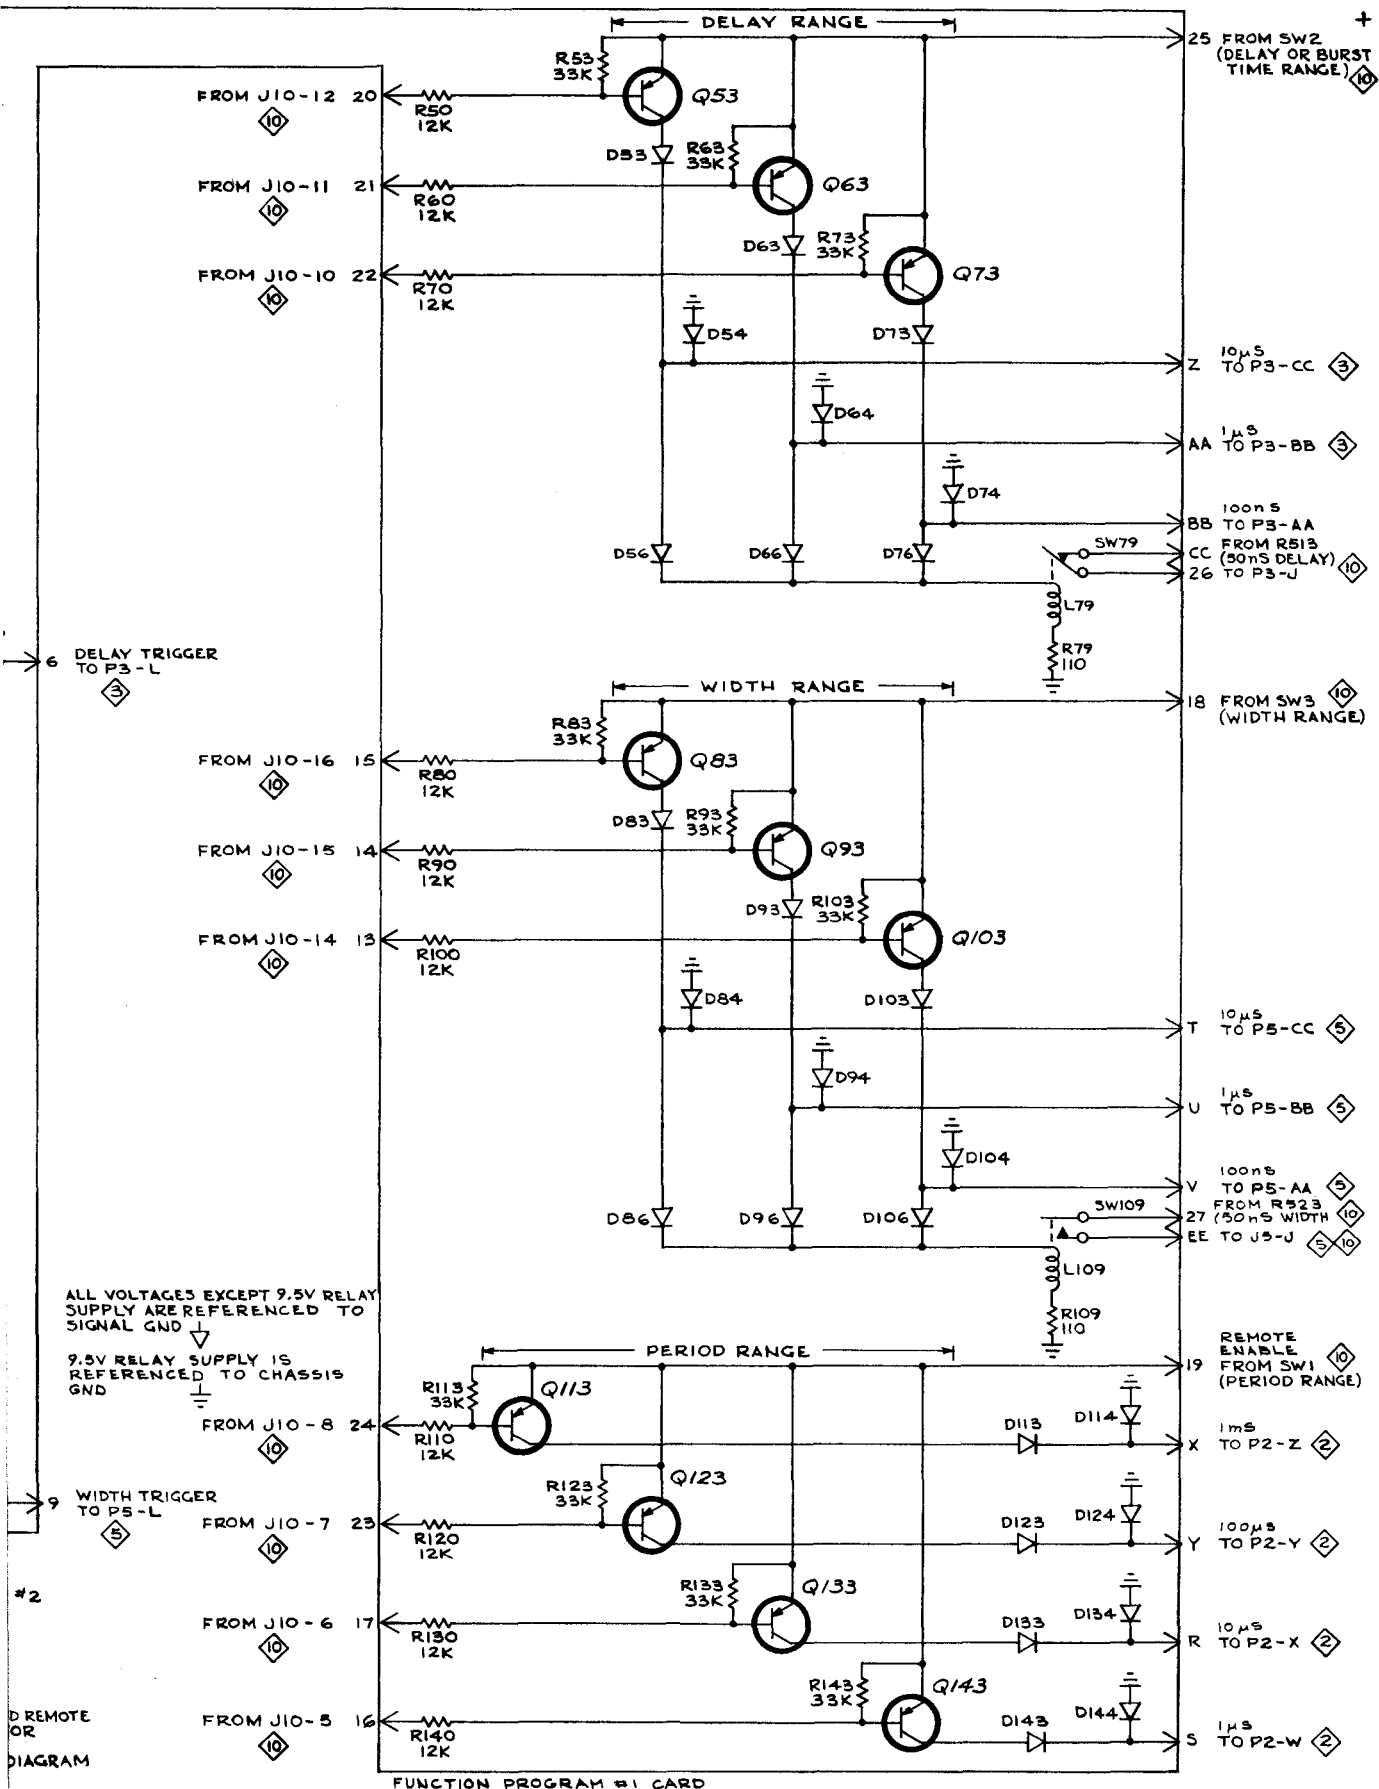 DELAY RANGE
+
25 FROM SW2
(DELAY OR BURST
TIME RANGE) 10
R53
33K
FROM J10-12 20
10
R50
12K
Q53
D53
R63
33K
FROM J10-11 21
10
R60
12K
Q63
D63
R73
33K
FROM J10-10 22
10
R70
12K
Q73
D54
D73
Z 10µS
TO P3-CC 3
D64
AA 1µS
TO P3-BB 3
D74
BB 100nS
TO P3-AA
D56
D66
D76
SW79
CC FROM R513
(50nS DELAY) 10
26 TO P3-J
L79
R79
110
6 DELAY TRIGGER
TO P3-L
3
WIDTH RANGE
18 FROM SW3 10
(WIDTH RANGE)
R83
33K
FROM J10-16 15
10
R80
12K
Q83
D83
R93
33K
FROM J10-15 14
10
R90
12K
Q93
D93
R103
33K
FROM J10-14 13
10
R100
12K
Q103
D84
D103
T 10µS
TO P5-CC 5
D94
U 1µS
TO P5-BB 5
D104
V 100nS
TO P5-AA 5
D86
D96
D106
SW109
27 FROM R523
(50nS WIDTH 10
EE TO J5-J 5 10
L109
R109
110
ALL VOLTAGES EXCEPT 9.5V RELAY
SUPPLY ARE REFERENCED TO
SIGNAL GND
9.5V RELAY SUPPLY IS
REFERENCED TO CHASSIS
GND
PERIOD RANGE
19 REMOTE
ENABLE
FROM SW1 10
(PERIOD RANGE)
R113
33K
Q113
FROM J10-8 24
10
R110
12K
D113
D114
X 1mS
TO P2-Z 2
R123
33K
Q123
9 WIDTH TRIGGER
TO P5-L
5
FROM J10-7 23
10
R120
12K
D123
D124
Y 100µS
TO P2-Y 2
#2
R133
33K
Q133
FROM J10-6 17
10
R130
12K
D133
D134
R 10µS
TO P2-X 2
R143
33K
Q143
D REMOTE
OR
DIAGRAM
FROM J10-5 16
10
R140
12K
D143
D144
S 1µS
TO P2-W 2
FUNCTION PROGRAM #1 CARD